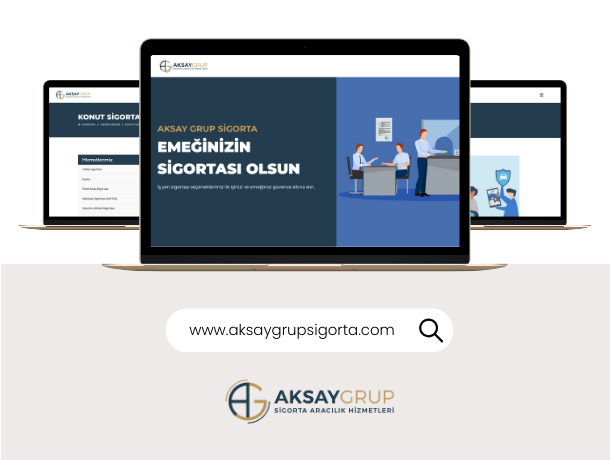 AKSAYGRUP
AKSAY GRUP SİGORTA
EMEĞİNİZİN
SİGORTASI OLSUN
İş yeri sigortası seçeneklerimiz ile işinizi ve emeğinizi güvence altına alın.
AKSAYGRUP
KONUT SİGORTA
Hizmetlerimiz
www.aksaygrupsigorta.com
AKSAYGRUP
SİGORTA ARACILIK HİZMETLERİ